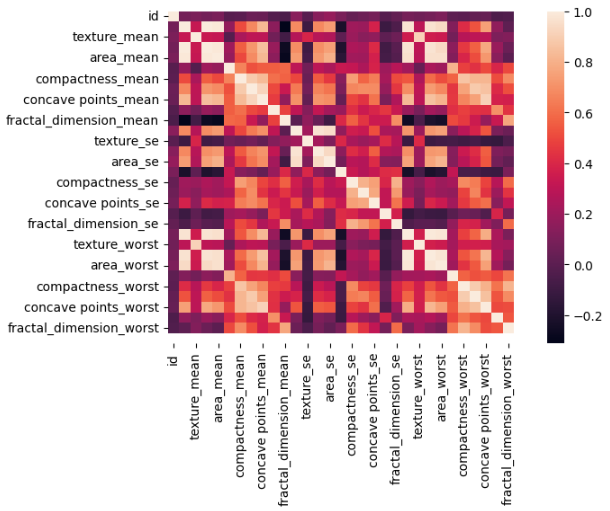 id
texture_mean
area_mean
compactness_mean
concave points_mean
fractal_dimension_mean
texture_se
area_se
compactness_se
concave points_se
fractal_dimension_se
texture_worst
area_worst
compactness_worst
concave points_worst
fractal_dimension_worst
id
texture_mean
area_mean
compactness_mean
concave points_mean
fractal_dimension_mean
texture_se
area_se
compactness_se
concave points_se
fractal_dimension_se
texture_worst
area_worst
compactness_worst
concave points_worst
fractal_dimension_worst
1.0
0.8
0.6
0.4
0.2
0.0
−0.2